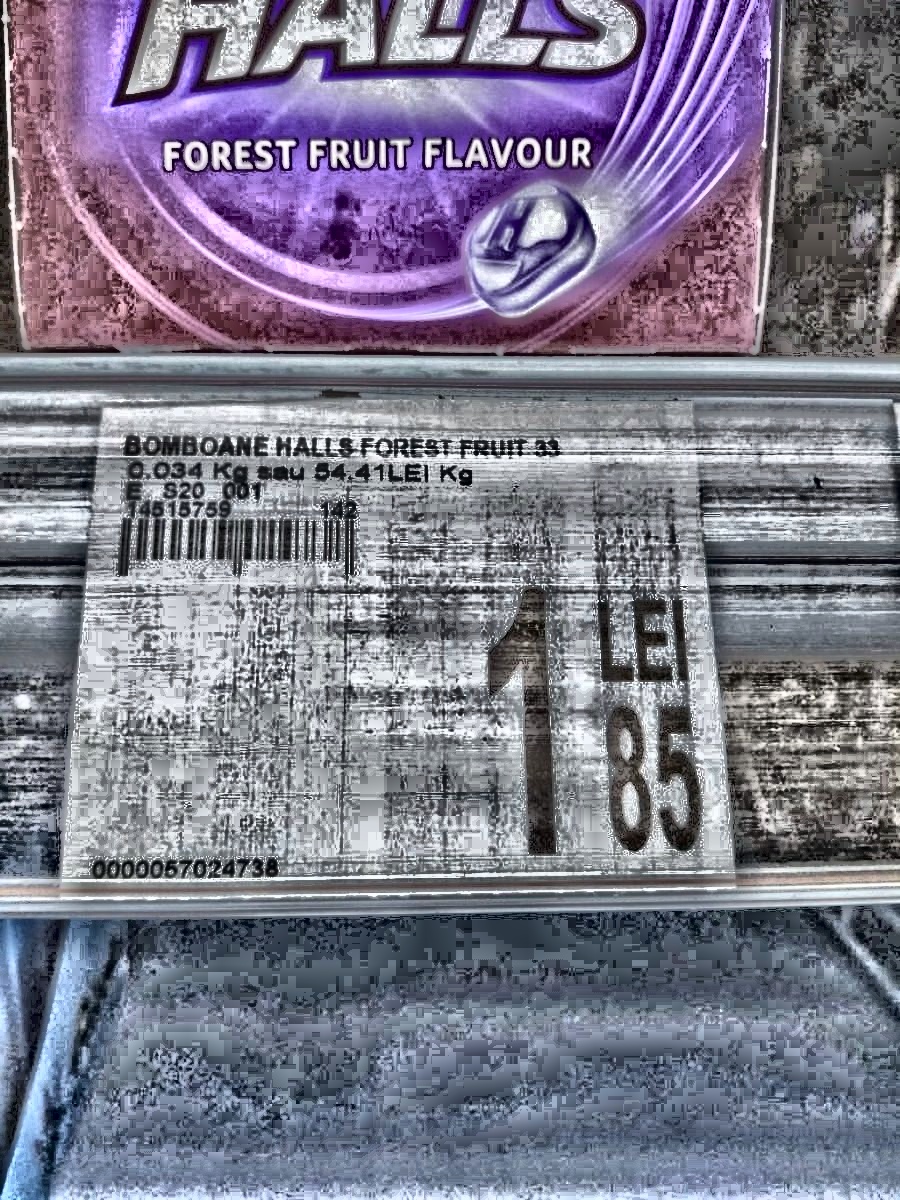 HALLS
FOREST FRUIT FLAVOUR
BOMBOANE HALLS FOREST FRUIT 33
0.034 Kg sau 54.41LEI Kg
E S20 001
14515759 142
1 LEI
85
0000057024738